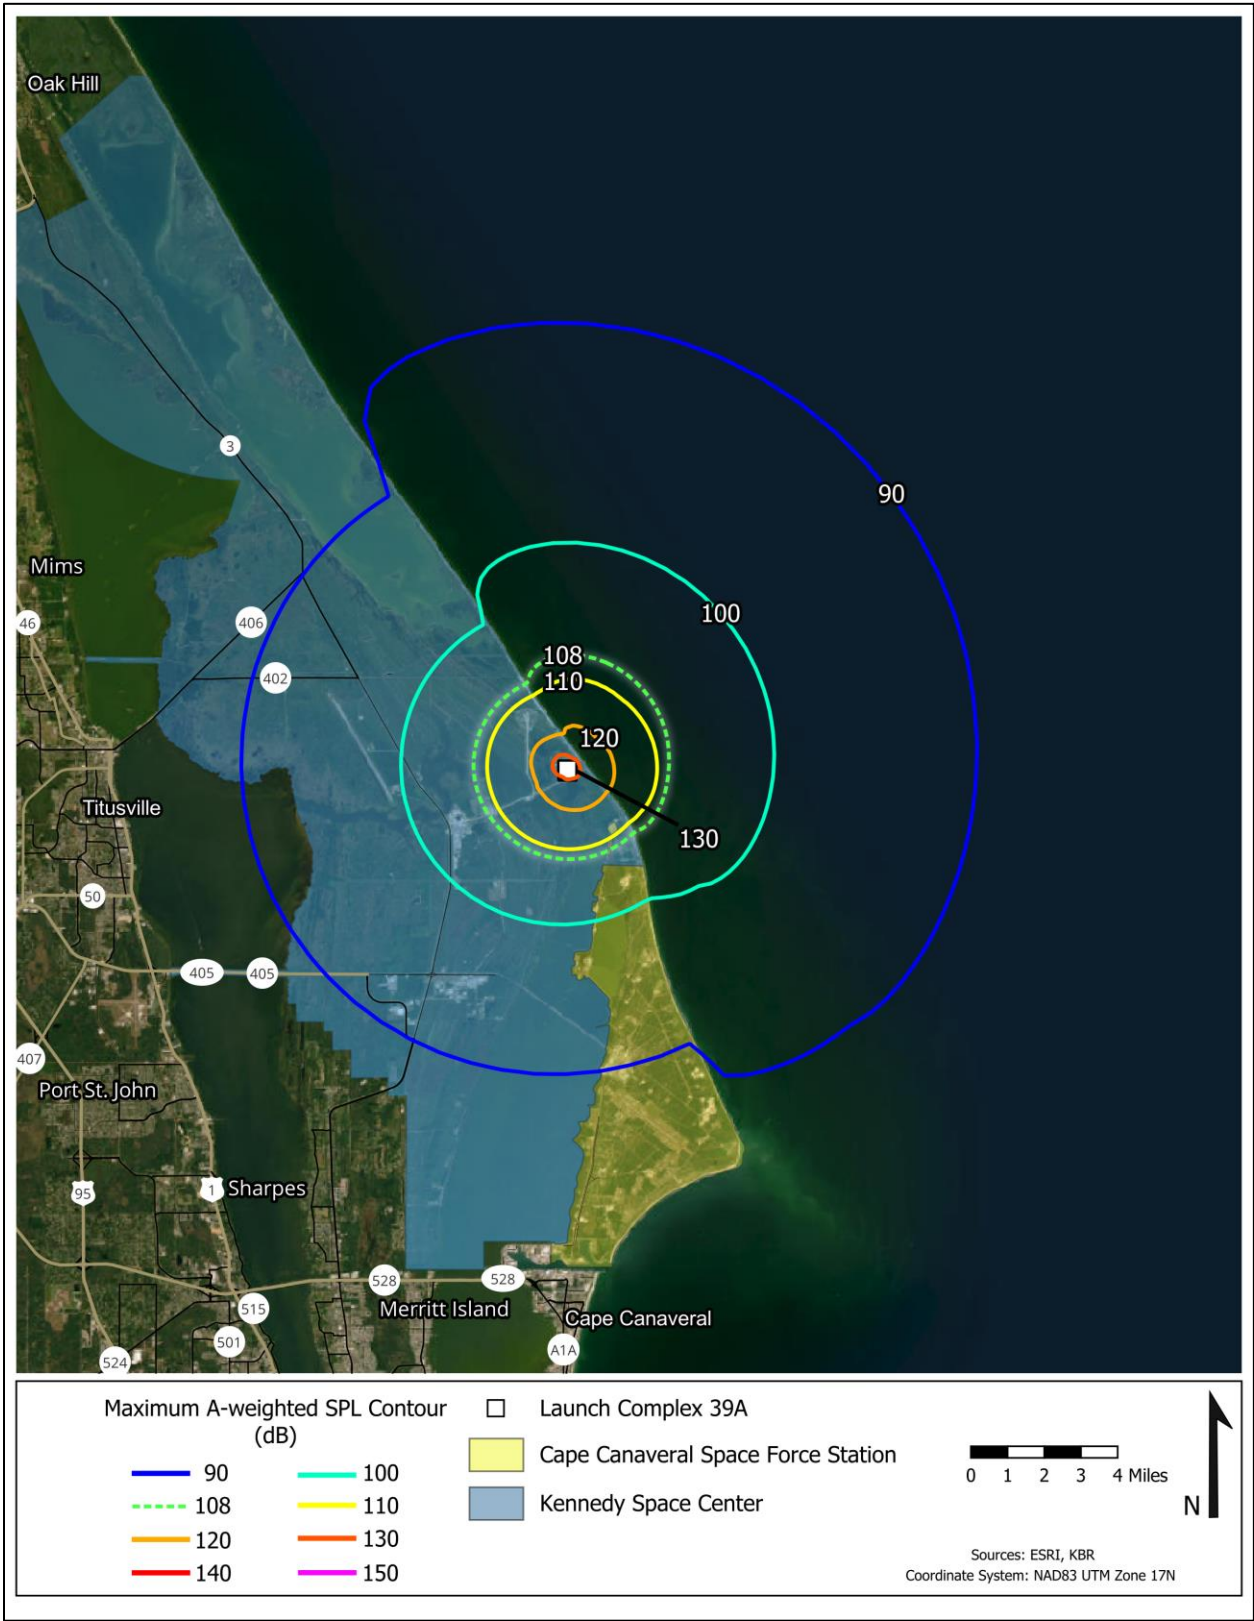 Oak Hill
3
90
Mims
46
406
100
108
110
402
120
Titusville
130
50
405
405
407
Port St. John
95
1
Sharpes
528
528
515
Merritt Island
Cape Canaveral
501
A1A
524
Maximum A-weighted SPL Contour
(dB)
90
100
108
110
120
130
140
150
Launch Complex 39A
Cape Canaveral Space Force Station
Kennedy Space Center
0 1 2 3 4 Miles
N
Sources: ESRI, KBR
Coordinate System: NAD83 UTM Zone 17N